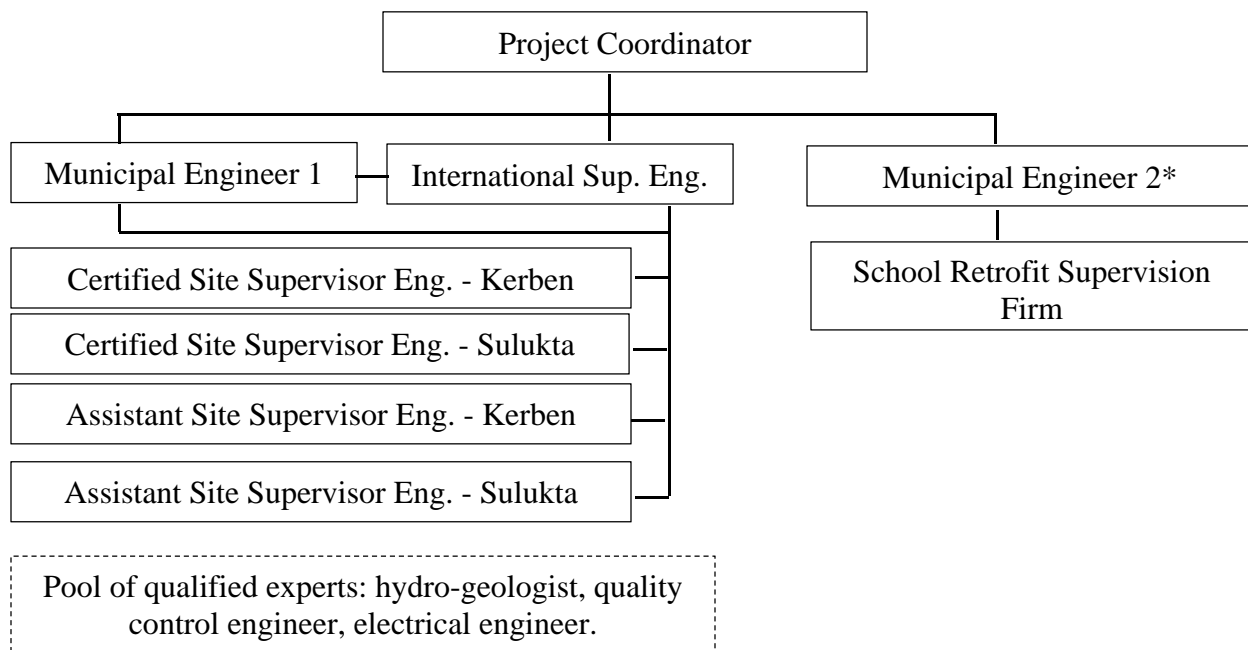 Project Coordinator
Municipal Engineer 1
International Sup. Eng.
Municipal Engineer 2*
Certified Site Supervisor Eng. - Kerben
School Retrofit Supervision
Firm
Certified Site Supervisor Eng. - Sulukta
Assistant Site Supervisor Eng. - Kerben
Assistant Site Supervisor Eng. - Sulukta
Pool of qualified experts: hydro-geologist, quality
control engineer, electrical engineer.